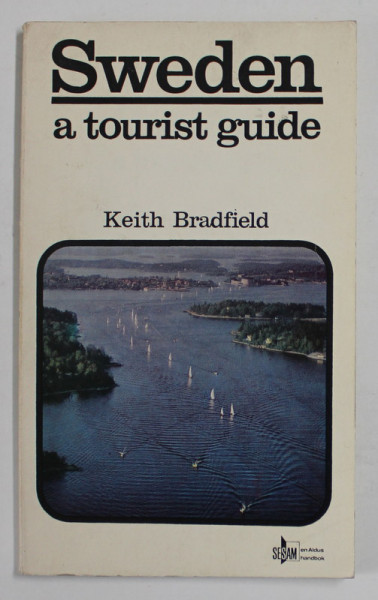 Sweden
a tourist guide
Keith Bradfield
SESAM
en Aldus
handbok